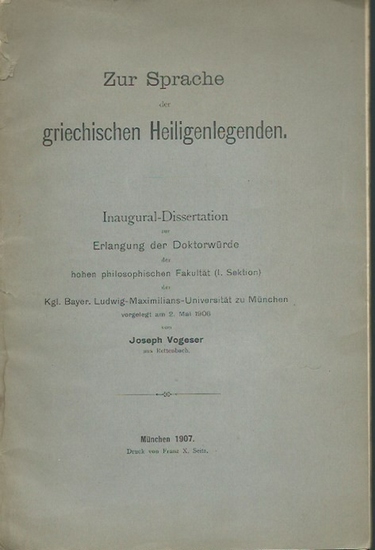 Zur Sprache
der
griechischen Heiligenlegenden.
Inaugural-Dissertation
zur
Erlangung der Doktorwürde
der
hohen philosophischen Fakultät (I. Sektion)
der
Kgl. Bayer. Ludwig-Maximilians-Universität zu München
vorgelegt am 2. Mai 1906
von
Joseph Vogeser
aus Rettenbach.
München 1907.
Druck von Franz X. Seitz.